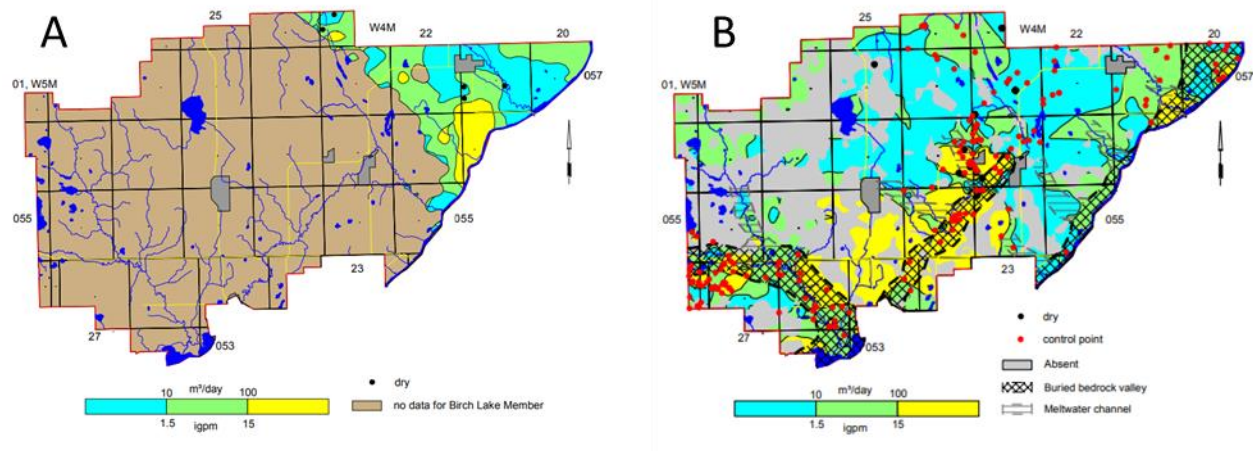 A
25
W4M
22
20
01, W5M
057
055
055
23
27
053
10 m³/day 100
1.5 igpm 15
dry
no data for Birch Lake Member
B
25
W4M
22
20
01, W5M
057
055
055
23
27
053
dry
control point
Absent
Buried bedrock valley
Meltwater channel
10 m³/day 100
1.5 igpm 15